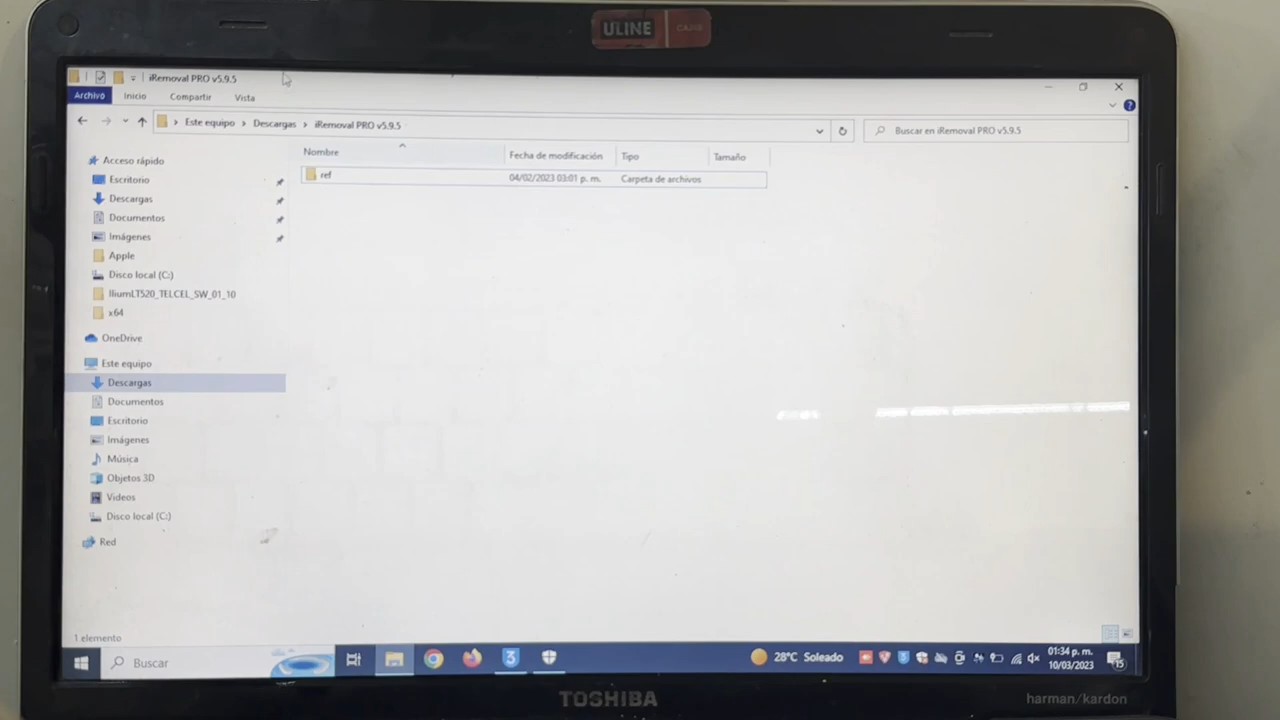 ULINE
iRemoval PRO v5.9.5
Archivo Inicio Compartir Vista
Este equipo > Descargas > iRemoval PRO v5.9.5
Buscar en iRemoval PRO v5.9.5
Nombre Fecha de modificación Tipo Tamaño
ref 04/02/2023 03:01 p. m. Carpeta de archivos
Acceso rápido
Escritorio
Descargas
Documentos
Imágenes
Apple
Disco local (C:)
IliumLT520_TELCEL_SW_01_10
x64
OneDrive
Este equipo
Descargas
Documentos
Escritorio
Imágenes
Música
Objetos 3D
Videos
Disco local (C:)
Red
1 elemento
Buscar
28°C Soleado
01:34 p. m.
10/03/2023
15
TOSHIBA
harman/kardon